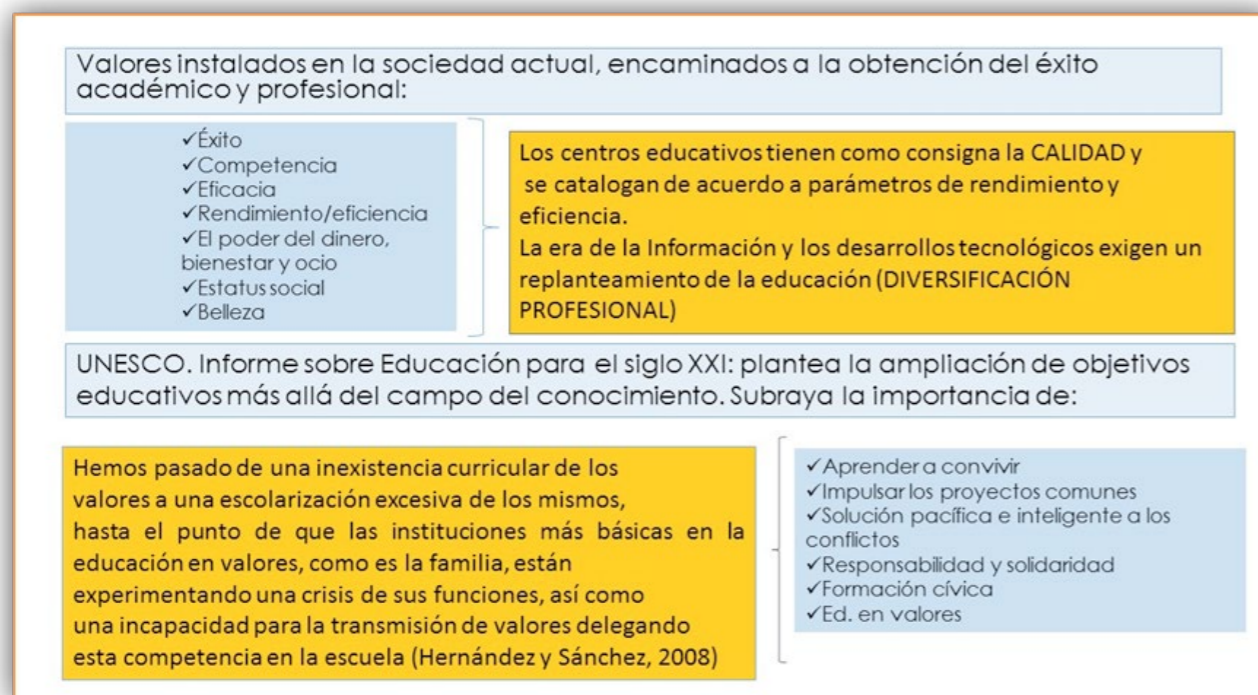 Valores instalados en la sociedad actual, encaminados a la obtención del éxito
académico y profesional:
✓Éxito
✓Competencia
✓Eficacia
✓Rendimiento/eficiencia
✓El poder del dinero,
bienestar y ocio
✓Estatus social
✓Belleza
Los centros educativos tienen como consigna la CALIDAD y
se catalogan de acuerdo a parámetros de rendimiento y
eficiencia.
La era de la Información y los desarrollos tecnológicos exigen un
replanteamiento de la educación (DIVERSIFICACIÓN
PROFESIONAL)
UNESCO. Informe sobre Educación para el siglo XXI: plantea la ampliación de objetivos
educativos más allá del campo del conocimiento. Subraya la importancia de:
Hemos pasado de una inexistencia curricular de los
valores a una escolarización excesiva de los mismos,
hasta el punto de que las instituciones más básicas en la
educación en valores, como es la familia, están
experimentando una crisis de sus funciones, así como
una incapacidad para la transmisión de valores delegando
esta competencia en la escuela (Hernández y Sánchez, 2008)
✓Aprender a convivir
✓Impulsar los proyectos comunes
✓Solución pacífica e inteligente a los
conflictos
✓Responsabilidad y solidaridad
✓Formación cívica
✓Ed. en valores